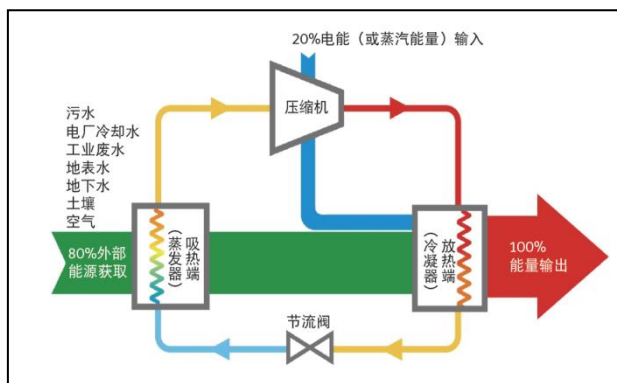 20%电能（或蒸汽能量）输入
压缩机
污水
电厂冷却水
工业废水
地表水
地下水
土壤
空气
80%外部
能源获取
吸热端
（蒸发器）
放热端
（冷凝器）
100%
能量输出
节流阀